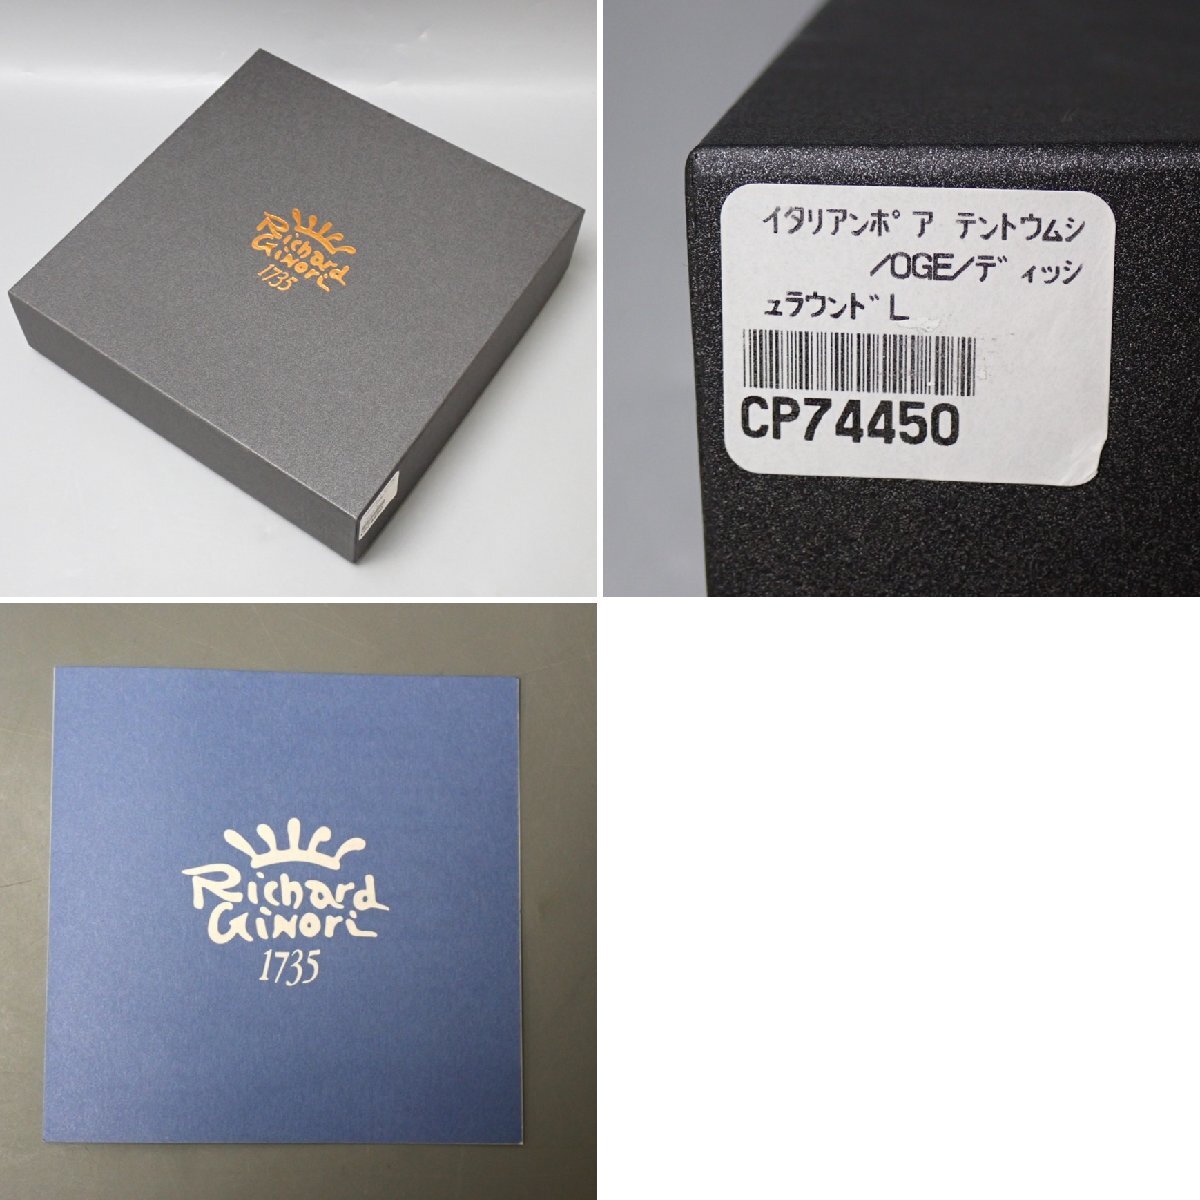 Richard
Ginori
1735
イタリアンポア テントウムシ
/OGE/ディッシ
ュラウンドL
CP74450
Richard
Ginori
1735